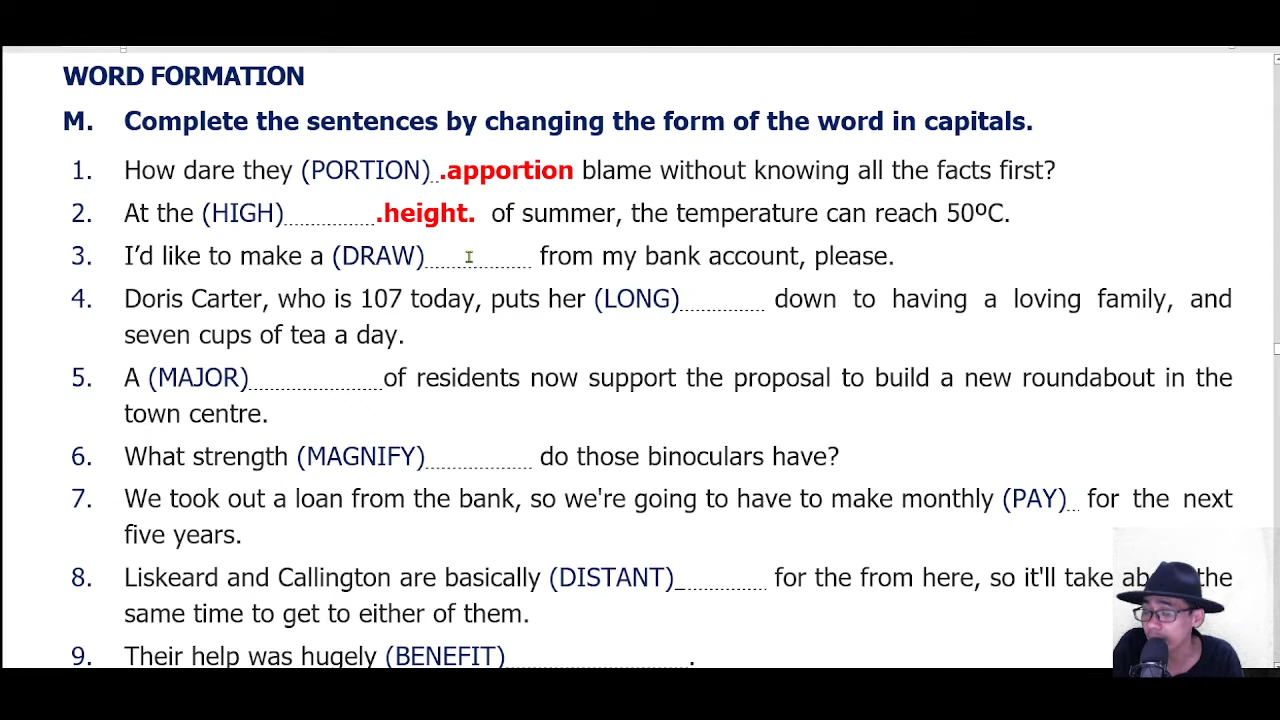 WORD FORMATION
M. Complete the sentences by changing the form of the word in capitals.
1. How dare they (PORTION)..apportion blame without knowing all the facts first?
2. At the (HIGH)..............height. of summer, the temperature can reach 50ºC.
3. I'd like to make a (DRAW)................ from my bank account, please.
4. Doris Carter, who is 107 today, puts her (LONG)............. down to having a loving family, and
seven cups of tea a day.
5. A (MAJOR)....................of residents now support the proposal to build a new roundabout in the
town centre.
6. What strength (MAGNIFY)................ do those binoculars have?
7. We took out a loan from the bank, so we're going to have to make monthly (PAY).. for the next
five years.
8. Liskeard and Callington are basically (DISTANT)_............ for the from here, so it'll take the
same time to get to either of them.
9. Their help was hugely (BENEFIT)............................